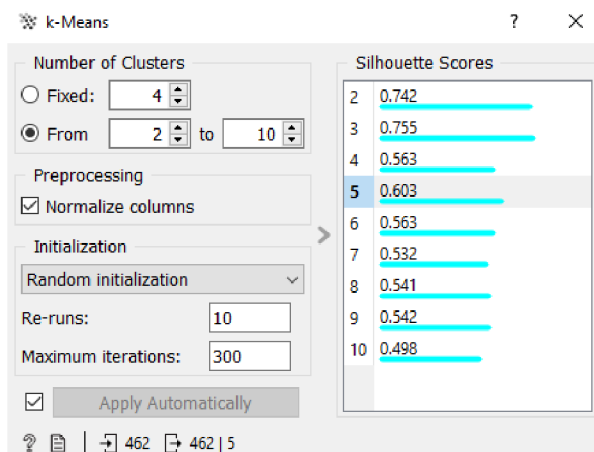 k-Means ? ×
Number of Clusters
Fixed: 4
From 2 to 10
Preprocessing
Normalize columns
Initialization
Random initialization
Re-runs: 10
Maximum iterations: 300
Apply Automatically
? 462 462 | 5
Silhouette Scores
2 0.742
3 0.755
4 0.563
5 0.603
6 0.563
7 0.532
8 0.541
9 0.542
10 0.498